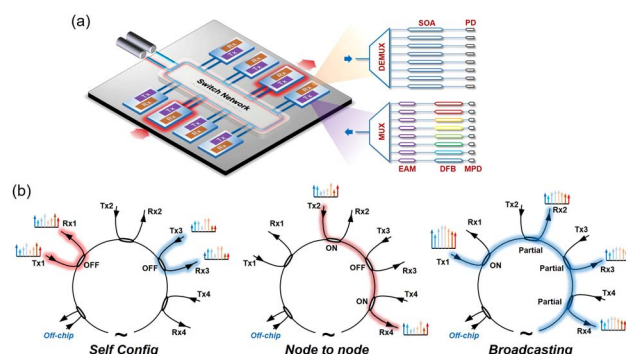 (a)
SOA PD
DEMUX
Switch Network
MUX
EAM DFB MPD
(b)
Tx2
Rx2
Rx1
Tx3
Tx1
OFF
OFF
Rx3
Tx4
Rx4
Off-chip
Self Config
Tx2
Rx2
Rx1
ON
Tx3
Tx1
OFF
Rx3
ON
Tx4
Rx4
Off-chip
Node to node
Tx2
Rx2
Rx1
Partial
Tx3
Tx1
ON
Partial
Rx3
Partial
Tx4
Rx4
Off-chip
Broadcasting